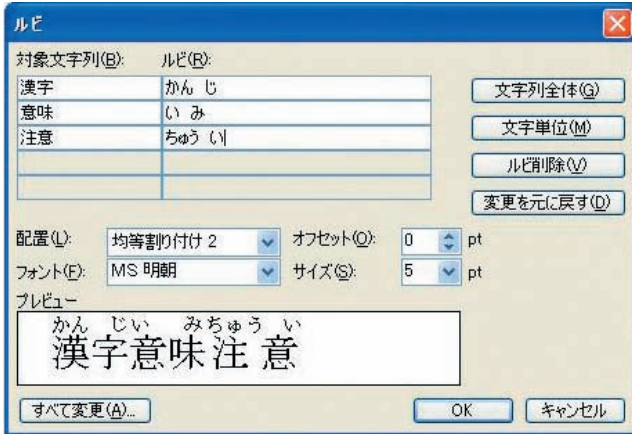 ルビ
対象文字列(B): ルビ(R):
漢字 かん じ
意味 い み
注意 ちゅう い
文字列全体(G)
文字単位(M)
ルビ削除(V)
変更を元に戻す(D)
配置(L): 均等割り付け 2 オフセット(O): 0 pt
フォント(F): MS 明朝 サイズ(S): 5 pt
プレビュー
かん じい みちゅう い
漢字意味注 意
すべて変更(A)... OK キャンセル